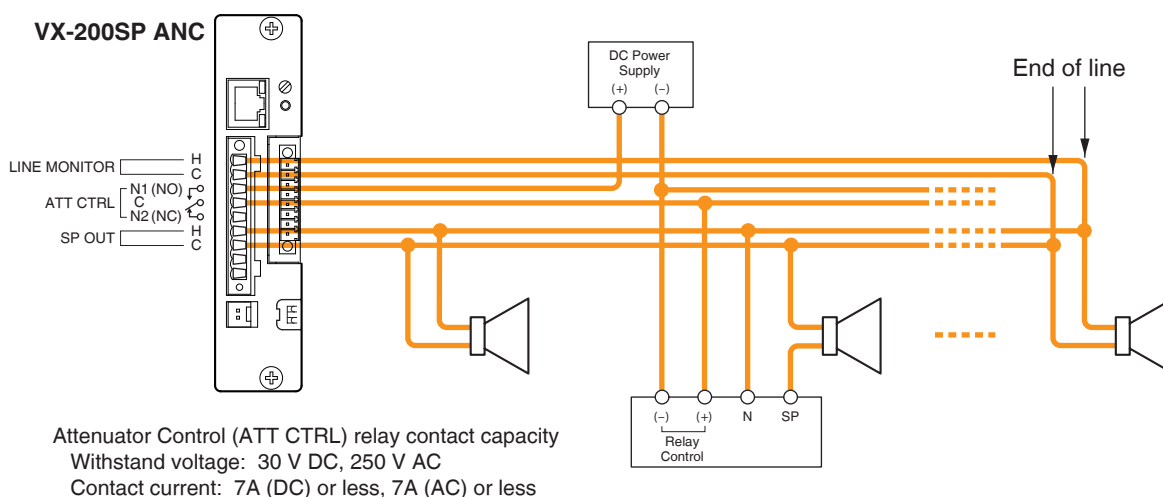 VX-200SP ANC
DC Power
Supply
(+) (−)
End of line
LINE MONITOR
H
C
ATT CTRL
N1 (NO)
C
N2 (NC)
SP OUT
H
C
(−) (+) N SP
Relay
Control
Attenuator Control (ATT CTRL) relay contact capacity
Withstand voltage: 30 V DC, 250 V AC
Contact current: 7A (DC) or less, 7A (AC) or less